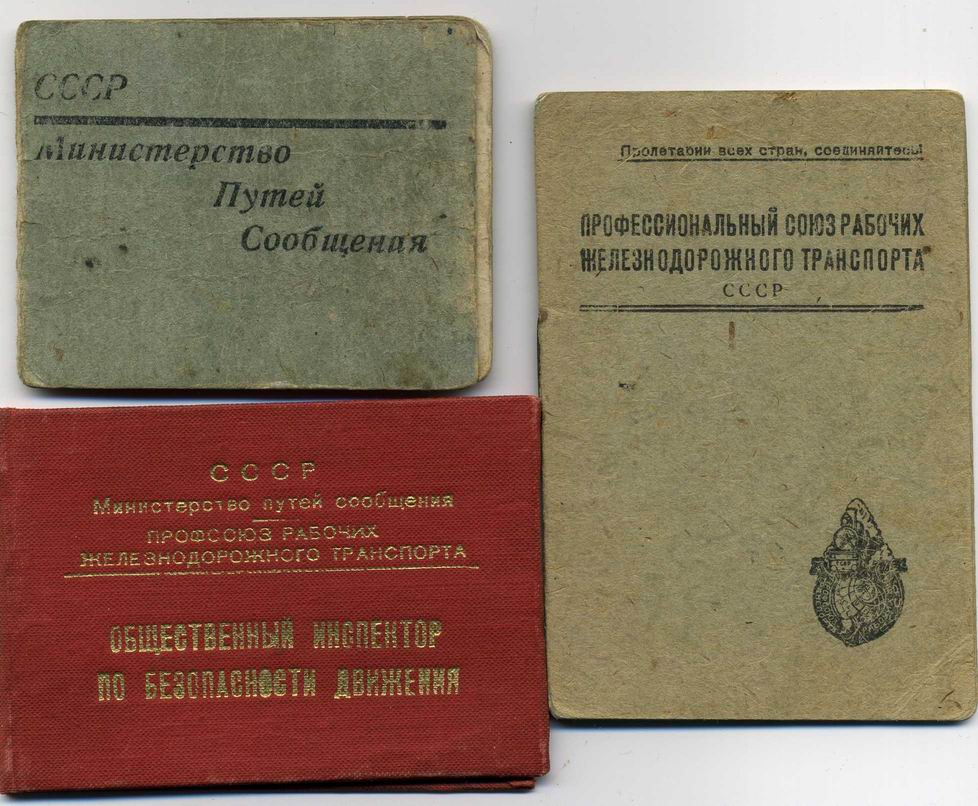 СССР
Министерство
Путей
Сообщения
Пролетарии всех стран, соединяйтесь!
ПРОФЕССИОНАЛЬНЫЙ СОЮЗ РАБОЧИХ
ЖЕЛЕЗНОДОРОЖНОГО ТРАНСПОРТА
СССР
СССР
Министерство путей сообщения
ПРОФСОЮЗ РАБОЧИХ
ЖЕЛЕЗНОДОРОЖНОГО ТРАНСПОРТА
ОБЩЕСТВЕННЫЙ ИНСПЕКТОР
ПО БЕЗОПАСНОСТИ ДВИЖЕНИЯ